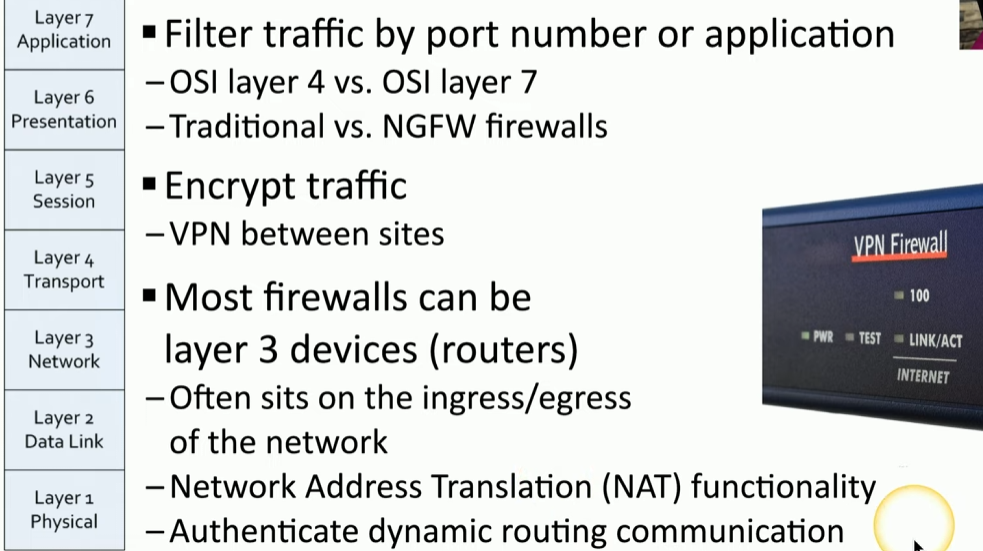 Layer 7
Application
Layer 6
Presentation
Layer 5
Session
Layer 4
Transport
Layer 3
Network
Layer 2
Data Link
Layer 1
Physical
▪ Filter traffic by port number or application
– OSI layer 4 vs. OSI layer 7
– Traditional vs. NGFW firewalls
▪ Encrypt traffic
– VPN between sites
▪ Most firewalls can be
layer 3 devices (routers)
– Often sits on the ingress/egress
of the network
– Network Address Translation (NAT) functionality
– Authenticate dynamic routing communication
VPN Firewall
100
PWR TEST LINK/ACT
INTERNET